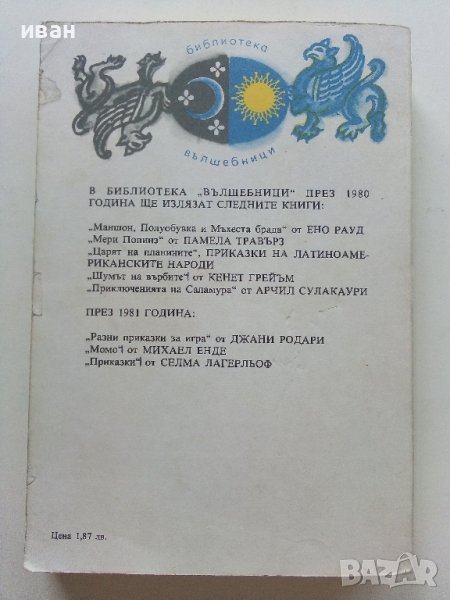 иван
библиотека
вълшебници
В БИБЛИОТЕКА „ВЪЛШЕБНИЦИ“ ПРЕЗ 1980
ГОДИНА ЩЕ ИЗЛЯЗАТ СЛЕДНИТЕ КНИГИ:
„Маншон, Полуобувка и Мъхеста брада“ от ЕНО РАУД
„Мери Попинз“ от ПАМЕЛА ТРАВЪРЗ
„Царят на планините“, ПРИКАЗКИ НА ЛАТИНОАМЕ-
РИКАНСКИТЕ НАРОДИ
„Шумът на върбите“ от КЕНЕТ ГРЕЙЪМ
„Приключенията на Саламура“ от АРЧИЛ СУЛАКАУРИ
ПРЕЗ 1981 ГОДИНА:
„Разни приказки за игра“ от ДЖАНИ РОДАРИ
„Момо“ от МИХАЕЛ ЕНДЕ
„Приказки“ от СЕЛМА ЛАГЕРЛЬОФ
Цена 1,87 лв.
BAZAR